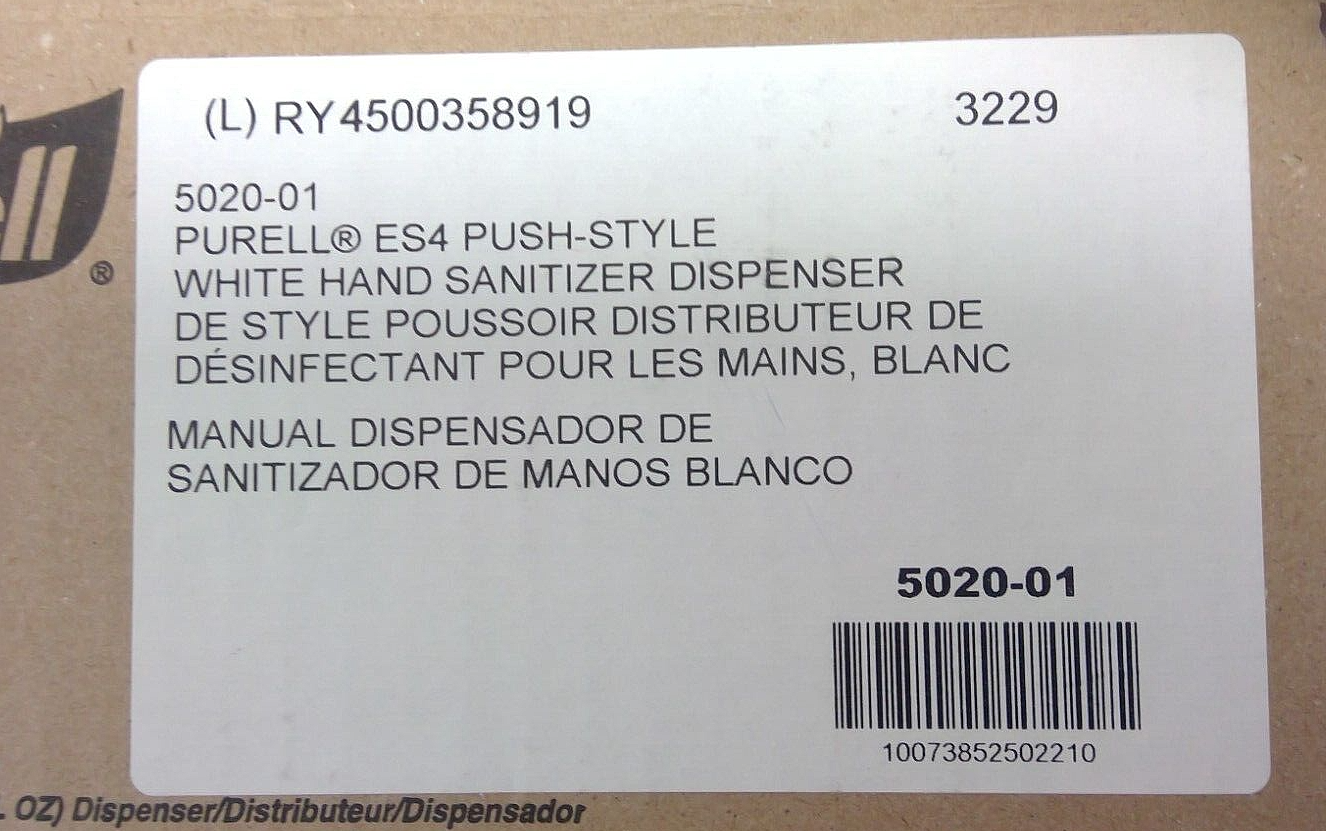 (L) RY4500358919 3229
5020-01
PURELL® ES4 PUSH-STYLE
WHITE HAND SANITIZER DISPENSER
DE STYLE POUSSOIR DISTRIBUTEUR DE
DÉSINFECTANT POUR LES MAINS, BLANC
MANUAL DISPENSADOR DE
SANITIZADOR DE MANOS BLANCO
5020-01
10073852502210
ell
®
. OZ) Dispenser/Distributeur/Dispensador